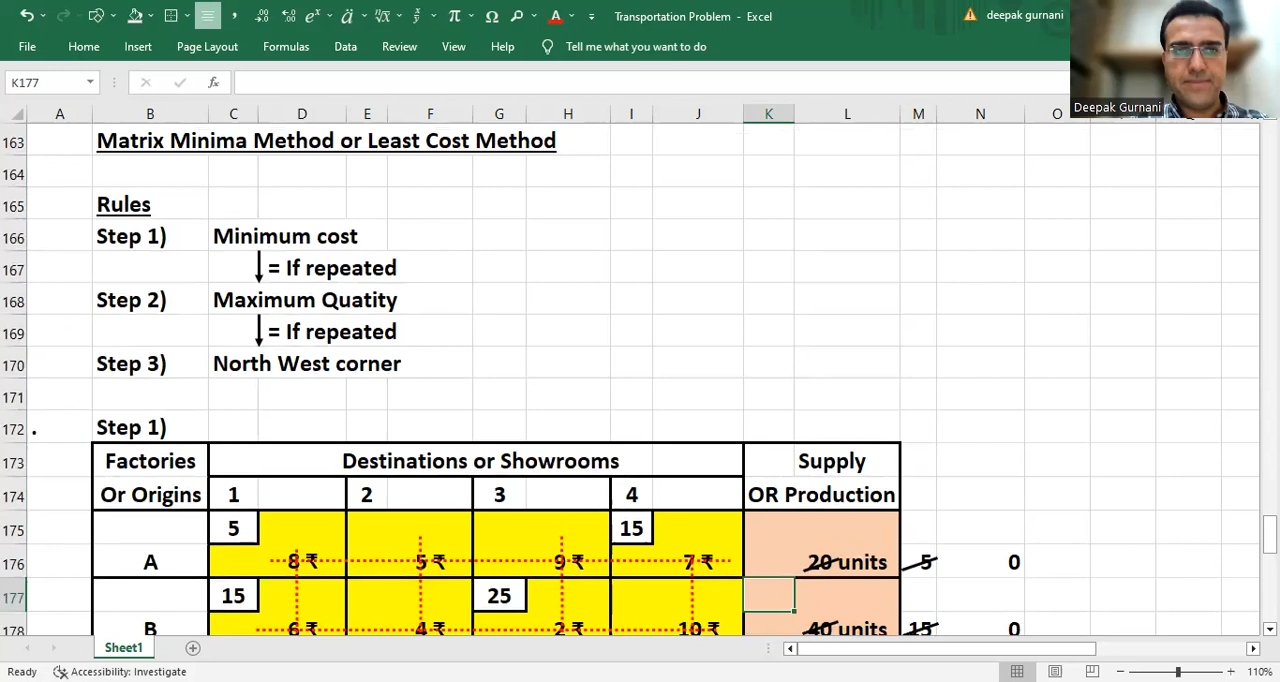 Transportation Problem - Excel
deepak gurnani
File Home Insert Page Layout Formulas Data Review View Help Tell me what you want to do
Deepak Gurnani
K177 fx
A B C D E F G H I J K L M N O
163 Matrix Minima Method or Least Cost Method
164
165 Rules
166 Step 1) Minimum cost
167 = If repeated
168 Step 2) Maximum Quatity
169 = If repeated
170 Step 3) North West corner
171
172 . Step 1)
173 Factories Destinations or Showrooms Supply
174 Or Origins 1 2 3 4 OR Production
175 5 15
176 A 8 ₹ 5 ₹ 9 ₹ 7 ₹ 20 units 5 0
177 15 25
178 B 6 ₹ 4 ₹ 2 ₹ 10 ₹ 40 units 15 0
Sheet1
Ready Accessibility: Investigate 110%